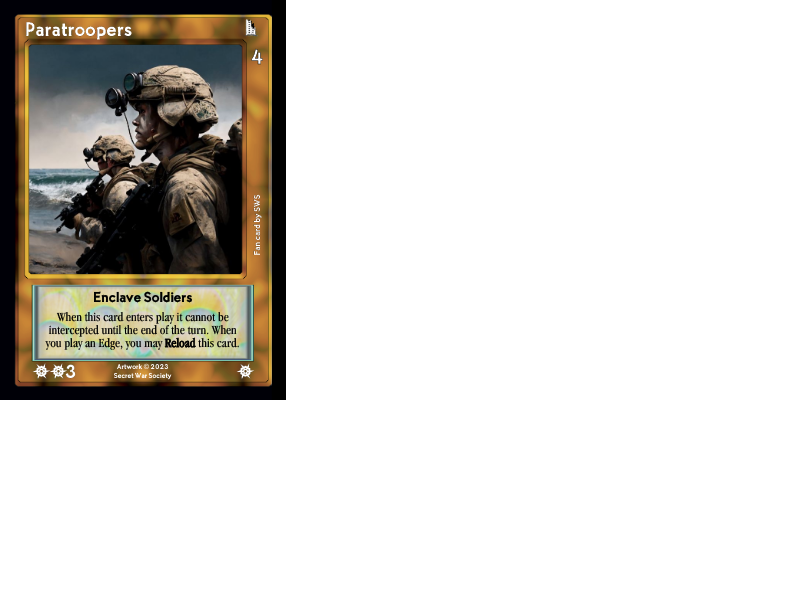 Paratroopers
4
Fan card by SWS
Enclave Soldiers
When this card enters play it cannot be
intercepted until the end of the turn. When
you play an Edge, you may Reload this card.
3
Artwork © 2023
Secret War Society